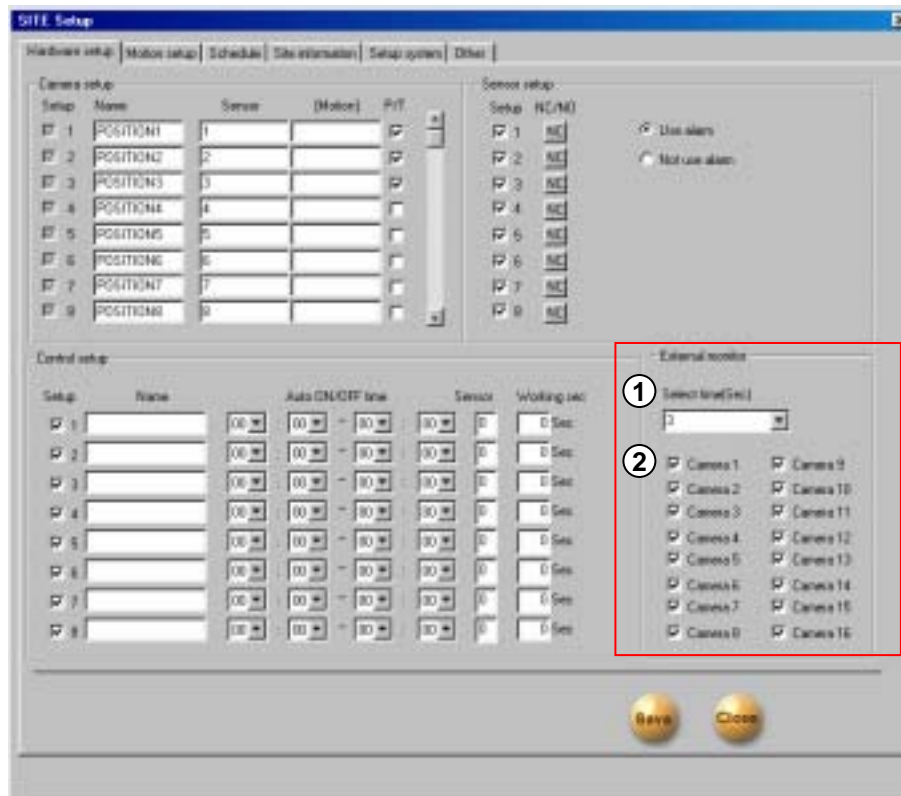 SITE Setup
Hardware setup Motion setup Schedule Site information Setup system Other
Camera setup
Setup Name Sensor (Motion) P/T
1 POSITION1 1
2 POSITION2 2
3 POSITION3 3
4 POSITION4 4
5 POSITION5 5
6 POSITION6 6
7 POSITION7 7
8 POSITION8 8
Sensor setup
Setup NC/NO
1 NC
2 NC
3 NC
4 NC
5 NC
6 NC
7 NC
8 NC
Use alarm
Not use alarm
Control setup
Setup Name Auto ON/OFF time Sensor Working sec
1 00 : 00 ~ 00 : 00 0 0 Sec
2 00 : 00 ~ 00 : 00 0 0 Sec
3 00 : 00 ~ 00 : 00 0 0 Sec
4 00 : 00 ~ 00 : 00 0 0 Sec
5 00 : 00 ~ 00 : 00 0 0 Sec
6 00 : 00 ~ 00 : 00 0 0 Sec
7 00 : 00 ~ 00 : 00 0 0 Sec
8 00 : 00 ~ 00 : 00 0 0 Sec
External monitor
1 Select time(Sec)
3
2 Camera 1 Camera 9
Camera 2 Camera 10
Camera 3 Camera 11
Camera 4 Camera 12
Camera 5 Camera 13
Camera 6 Camera 14
Camera 7 Camera 15
Camera 8 Camera 16
Save Close